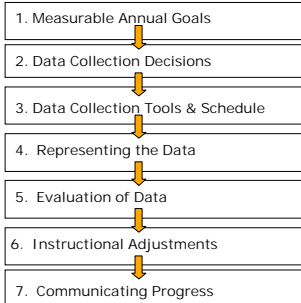 1. Measurable Annual Goals
2. Data Collection Decisions
3. Data Collection Tools & Schedule
4. Representing the Data
5. Evaluation of Data
6. Instructional Adjustments
7. Communicating Progress